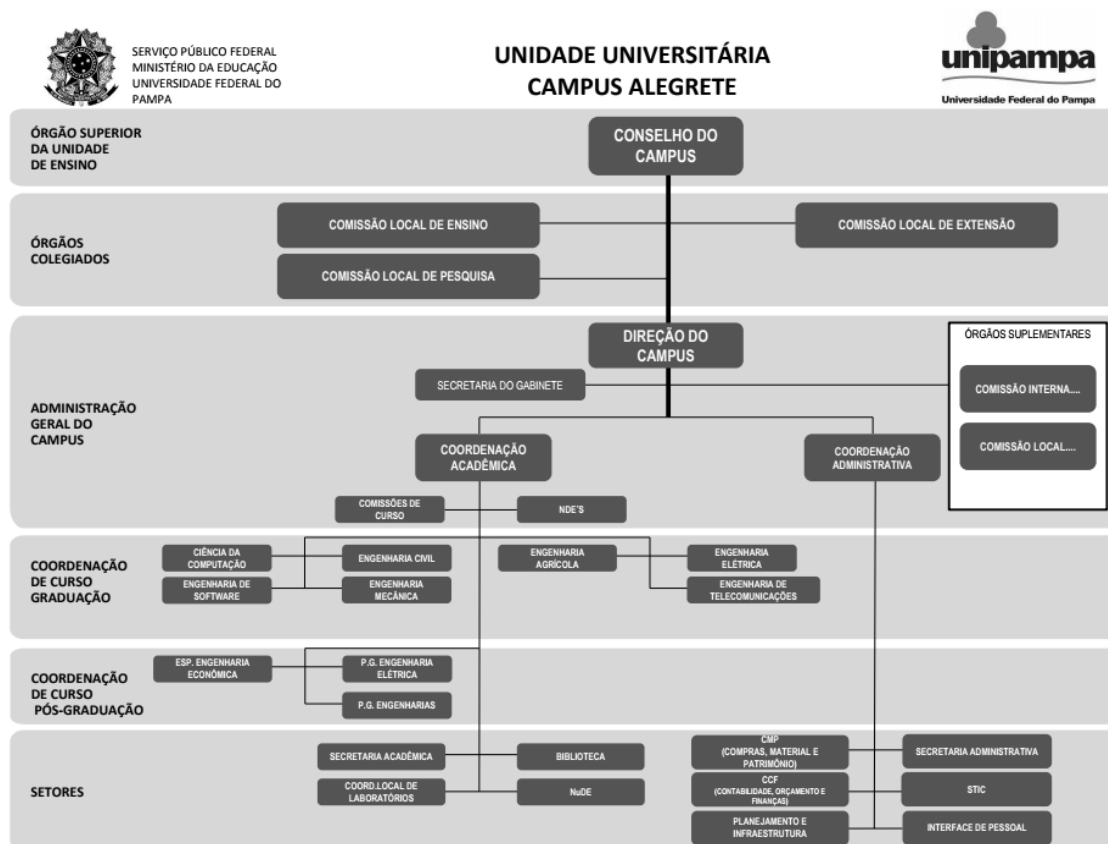 SERVIÇO PÚBLICO FEDERAL
MINISTÉRIO DA EDUCAÇÃO
UNIVERSIDADE FEDERAL DO
PAMPA
UNIDADE UNIVERSITÁRIA
CAMPUS ALEGRETE
unipampa
Universidade Federal do Pampa
ÓRGÃO SUPERIOR
DA UNIDADE
DE ENSINO
CONSELHO DO
CAMPUS
ÓRGÃOS
COLEGIADOS
COMISSÃO LOCAL DE ENSINO
COMISSÃO LOCAL DE EXTENSÃO
COMISSÃO LOCAL DE PESQUISA
ADMINISTRAÇÃO
GERAL DO
CAMPUS
DIREÇÃO DO
CAMPUS
SECRETARIA DO GABINETE
ÓRGÃOS SUPLEMENTARES
COMISSÃO INTERNA....
COMISSÃO LOCAL....
COORDENAÇÃO
ACADÊMICA
COORDENAÇÃO
ADMINISTRATIVA
COMISSÕES DE
CURSO
NDE'S
COORDENAÇÃO
DE CURSO
GRADUAÇÃO
CIÊNCIA DA
COMPUTAÇÃO
ENGENHARIA CIVIL
ENGENHARIA
AGRÍCOLA
ENGENHARIA
ELÉTRICA
ENGENHARIA DE
SOFTWARE
ENGENHARIA
MECÂNICA
ENGENHARIA DE
TELECOMUNICAÇÕES
COORDENAÇÃO
DE CURSO
PÓS-GRADUAÇÃO
ESP. ENGENHARIA
ECONÔMICA
P.G. ENGENHARIA
ELÉTRICA
P.G. ENGENHARIAS
SETORES
SECRETARIA ACADÊMICA
BIBLIOTECA
COORD.LOCAL DE
LABORATÓRIOS
NuDE
CMP
(COMPRAS, MATERIAL E
PATRIMÔNIO)
SECRETARIA ADMINISTRATIVA
CCF
(CONTABILIDADE, ORÇAMENTO E
FINANÇAS)
STIC
PLANEJAMENTO E
INFRAESTRUTURA
INTERFACE DE PESSOAL